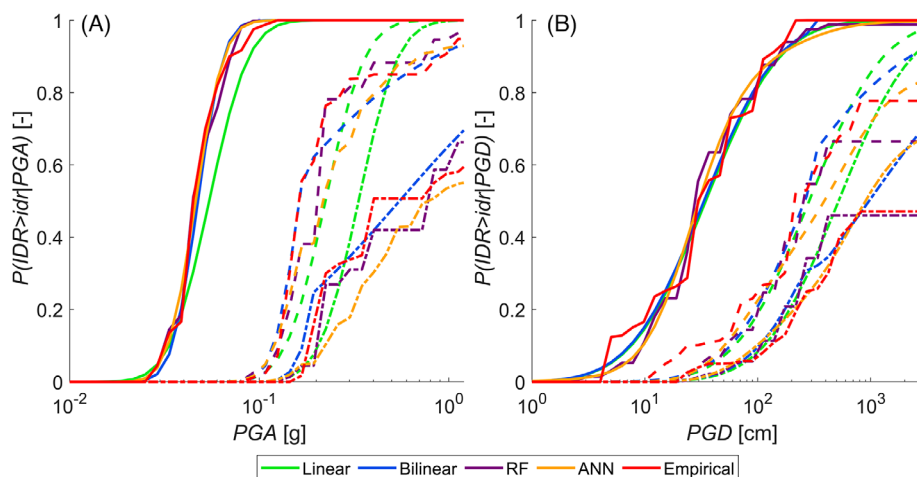 (A)
(B)
P(IDR>idr|PGA) [-]
P(IDR>idr|PGD) [-]
1
0.8
0.6
0.4
0.2
0
1
0.8
0.6
0.4
0.2
0
10^-2
10^-1
10^0
10^0
10^1
10^2
10^3
PGA [g]
PGD [cm]
Linear
Bilinear
RF
ANN
Empirical